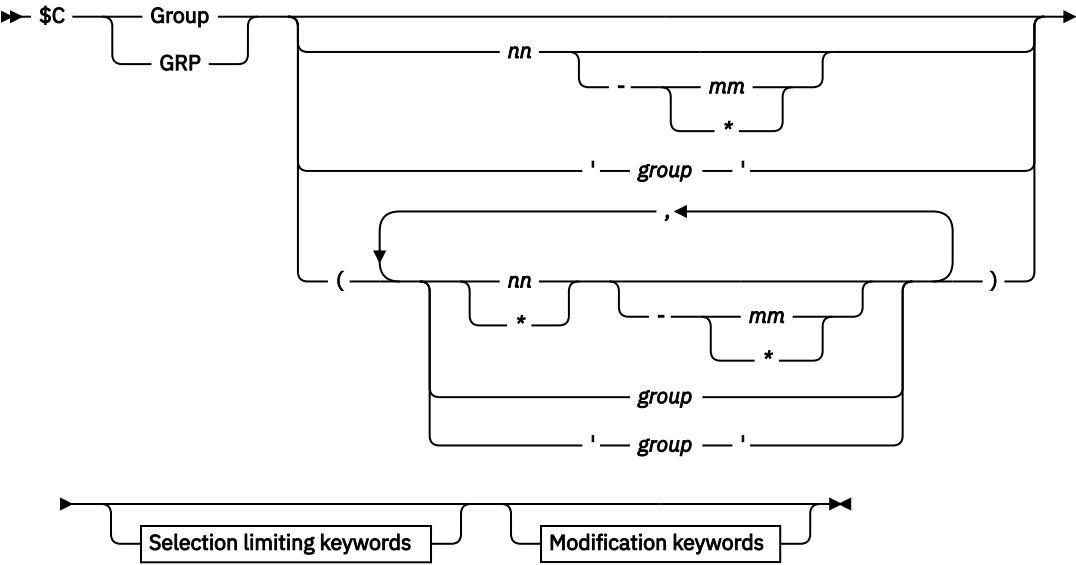 $C Group
GRP
nn
- mm
*
' group '
,
( nn )
* - mm
*
group
' group '
Selection limiting keywords Modification keywords